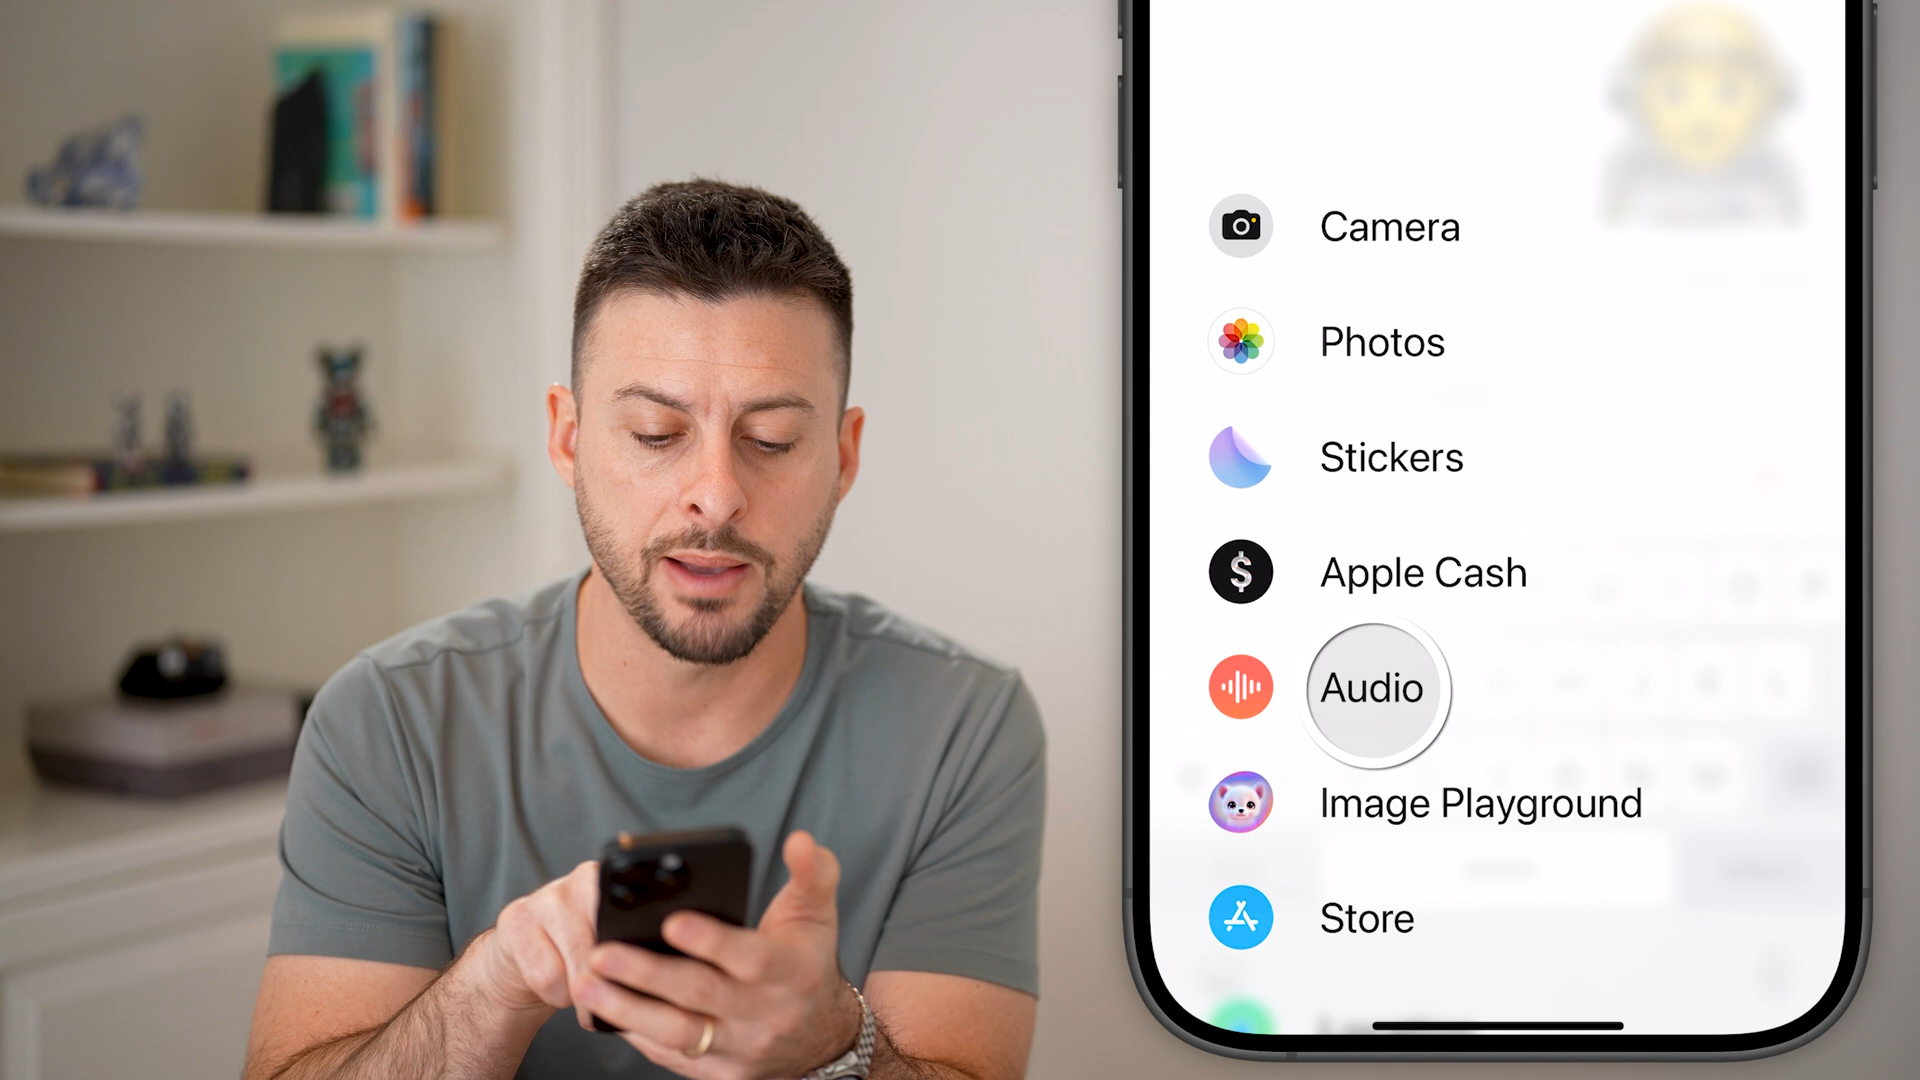 Camera
Photos
Stickers
Apple Cash
Audio
Image Playground
Store